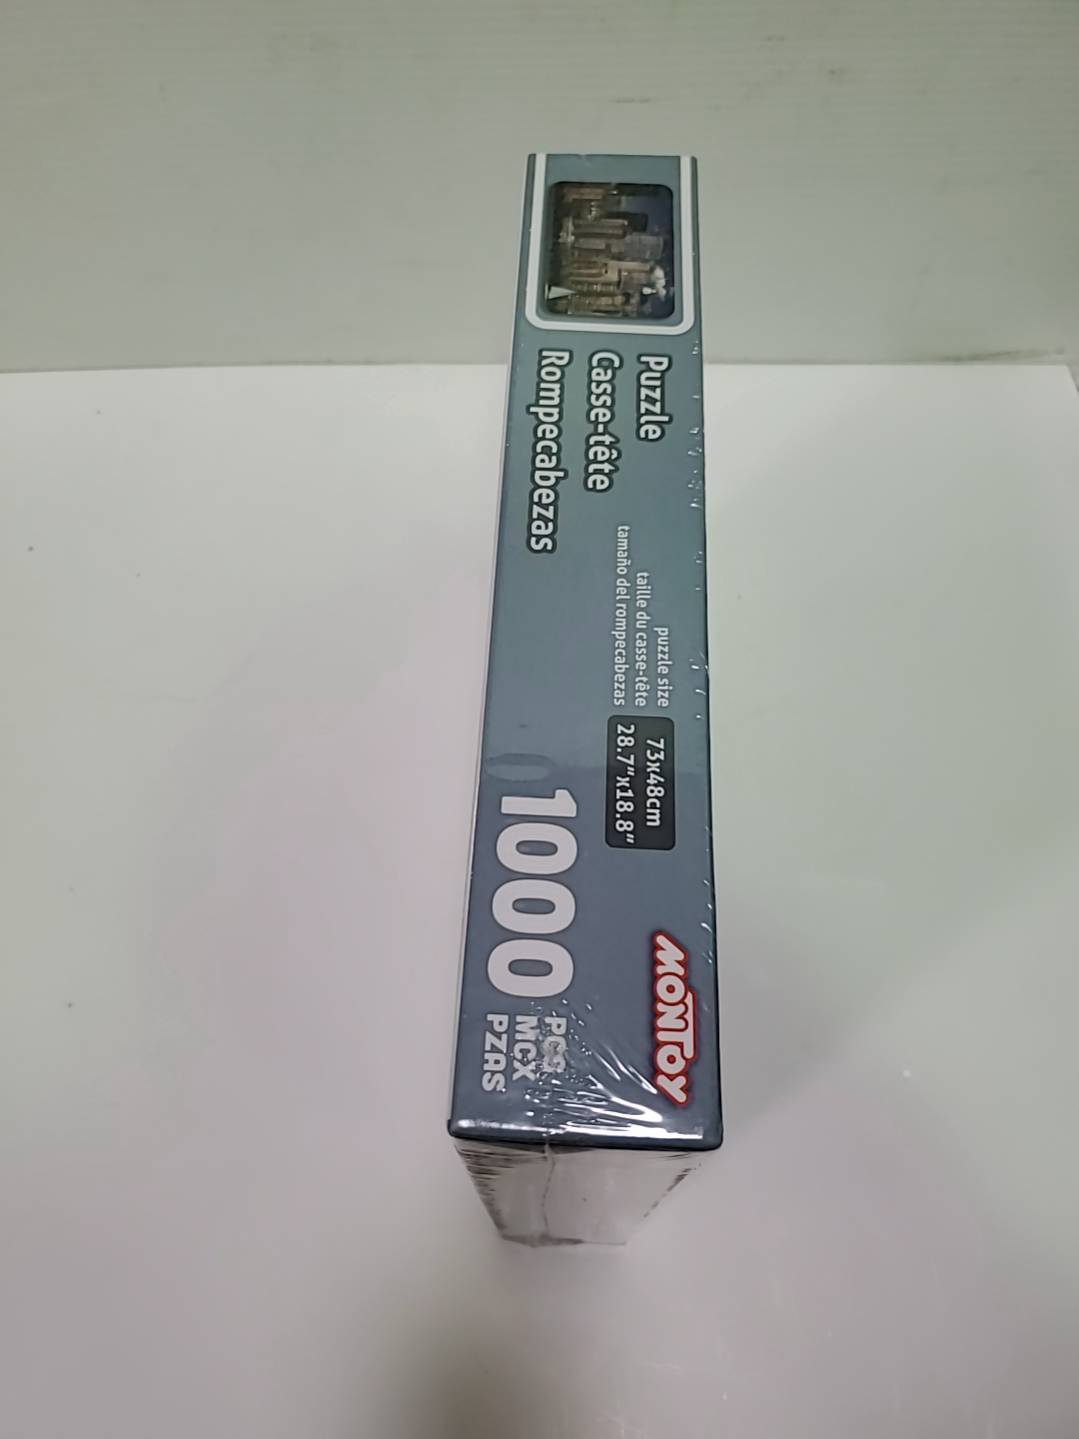 Puzzle
Casse-tête
Rompecabezas
puzzle size
taille du casse-tête
tamaño del rompecabezas
73x48cm
28.7"x18.8"
MONTOY
1000
PCS
MCX
PZAS